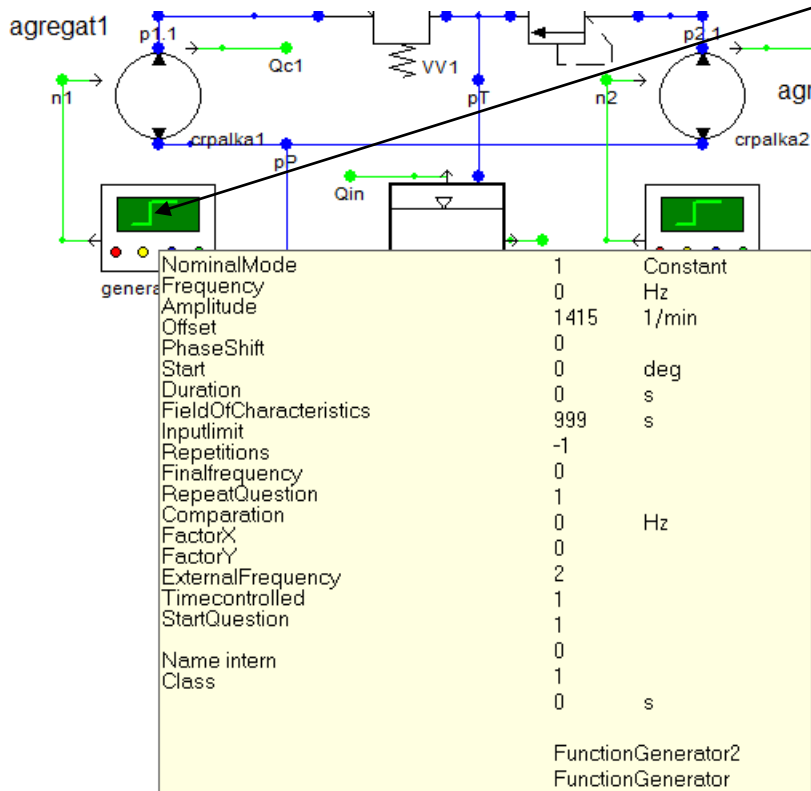 agregat1
p1.1
p2.1
Qc1
VV1
n1
pT
n2
crpalka1
crpalka2
pP
Qin
NominalMode 1 Constant
Frequency 0 Hz
Amplitude 1415 1/min
Offset 0
PhaseShift 0 deg
Start 0 s
Duration 999 s
FieldOfCharacteristics -1
Inputlimit 0
Repetitions 1
Finalfrequency 0 Hz
RepeatQuestion 0
Comparation 2
FactorX 1
FactorY 1
ExternalFrequency 0
Timecontrolled 1
StartQuestion 0 s
Name intern FunctionGenerator2
Class FunctionGenerator